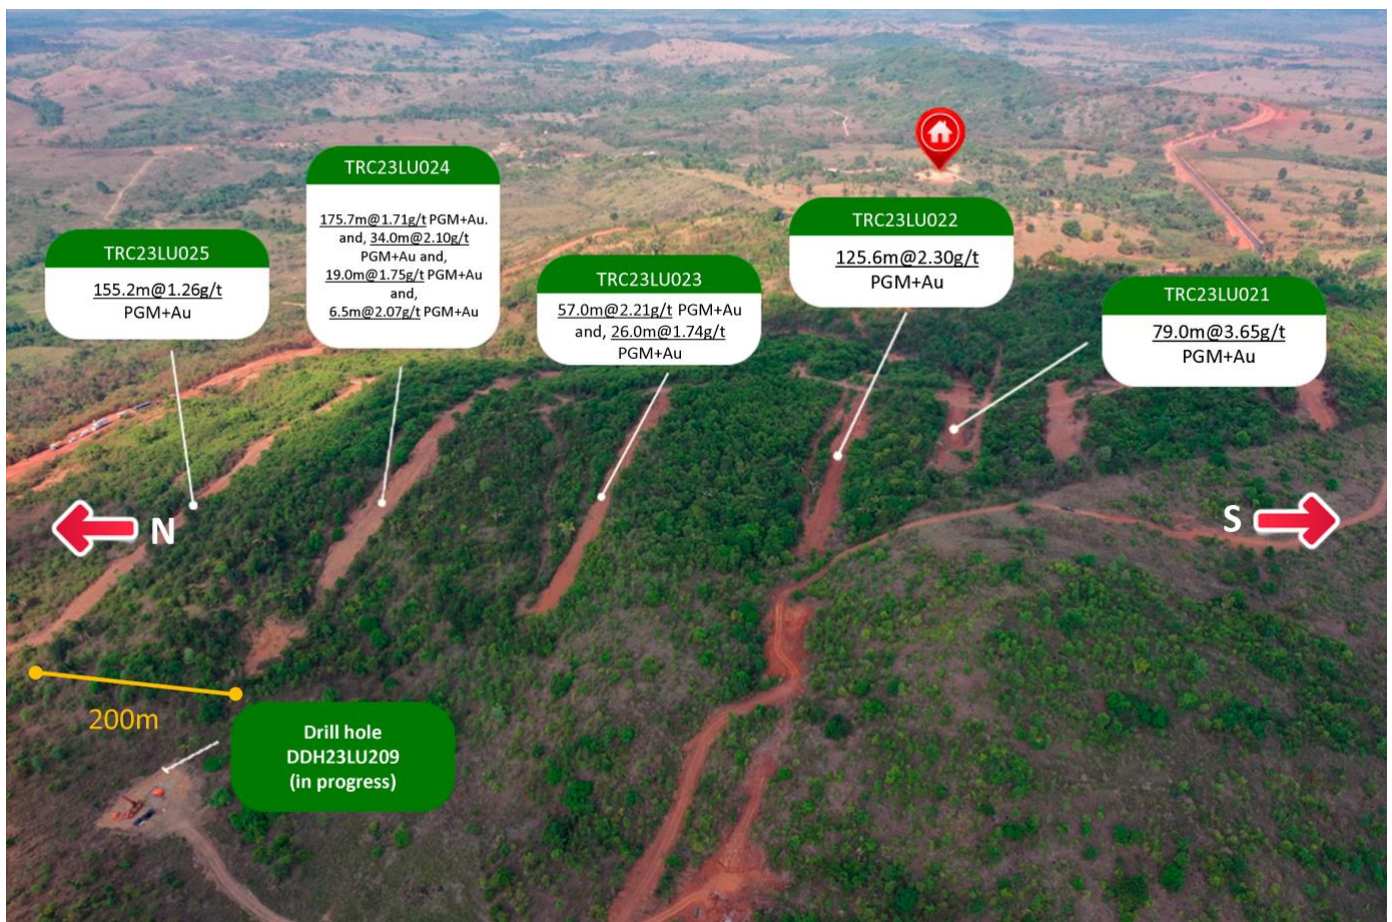 TRC23LU024
175.7m@1.71g/t PGM+Au.
and, 34.0m@2.10g/t
PGM+Au and,
19.0m@1.75g/t PGM+Au
and,
6.5m@2.07g/t PGM+Au
TRC23LU022
125.6m@2.30g/t
PGM+Au
TRC23LU025
155.2m@1.26g/t
PGM+Au
TRC23LU023
57.0m@2.21g/t PGM+Au
and, 26.0m@1.74g/t
PGM+Au
TRC23LU021
79.0m@3.65g/t
PGM+Au
N
S
200m
Drill hole
DDH23LU209
(in progress)